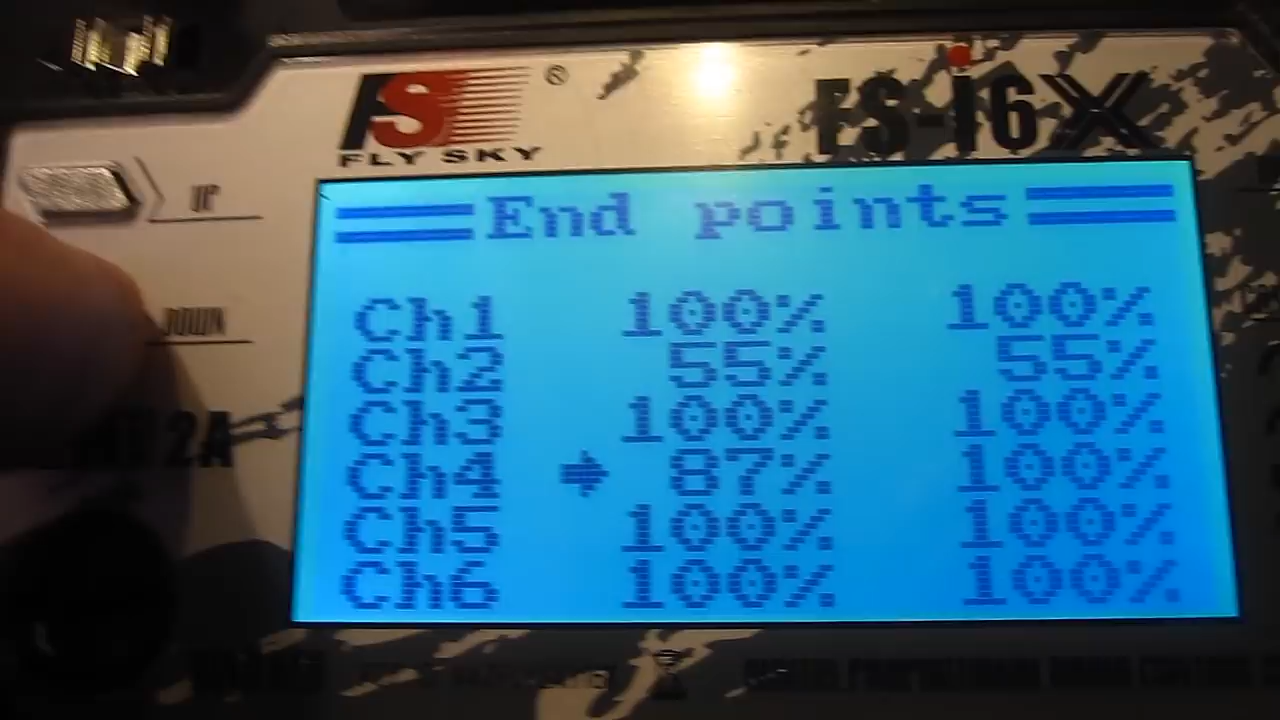 FS ®
FLY SKY
FS-i6X
UP
End points
DOWN
Ch1 100% 100%
Ch2 55% 55%
Ch3 100% 100%
Ch4 87% 100%
Ch5 100% 100%
Ch6 100% 100%
2A